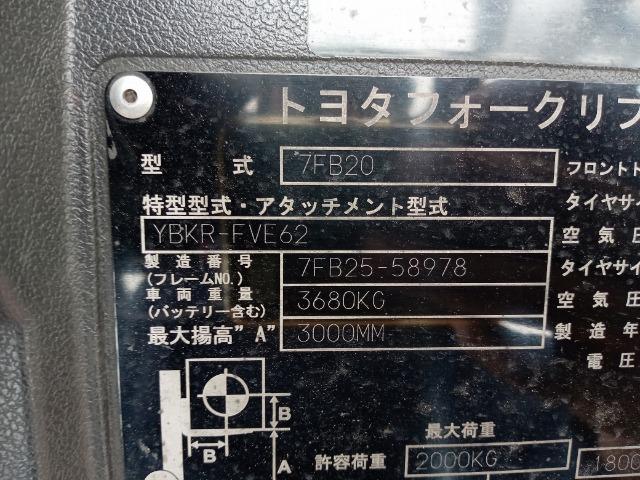 トヨタフォークリフ
型式 7FB20 フロントト
特型型式・アタッチメント型式 タイヤサイ
YBKR-FVE62 空気圧
製造番号 (フレームNO.) 7FB25-58978 タイヤサイ
車両重量 (バッテリー含む) 3680KG 空気圧
最大揚高"A" 3000MM 製造年
電圧
B
B
A
最大荷重
許容荷重 2000KG 1800